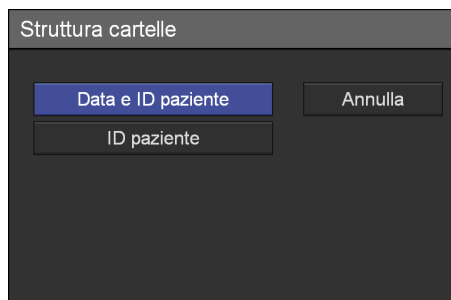 Struttura cartelle
Data e ID paziente
Annulla
ID paziente